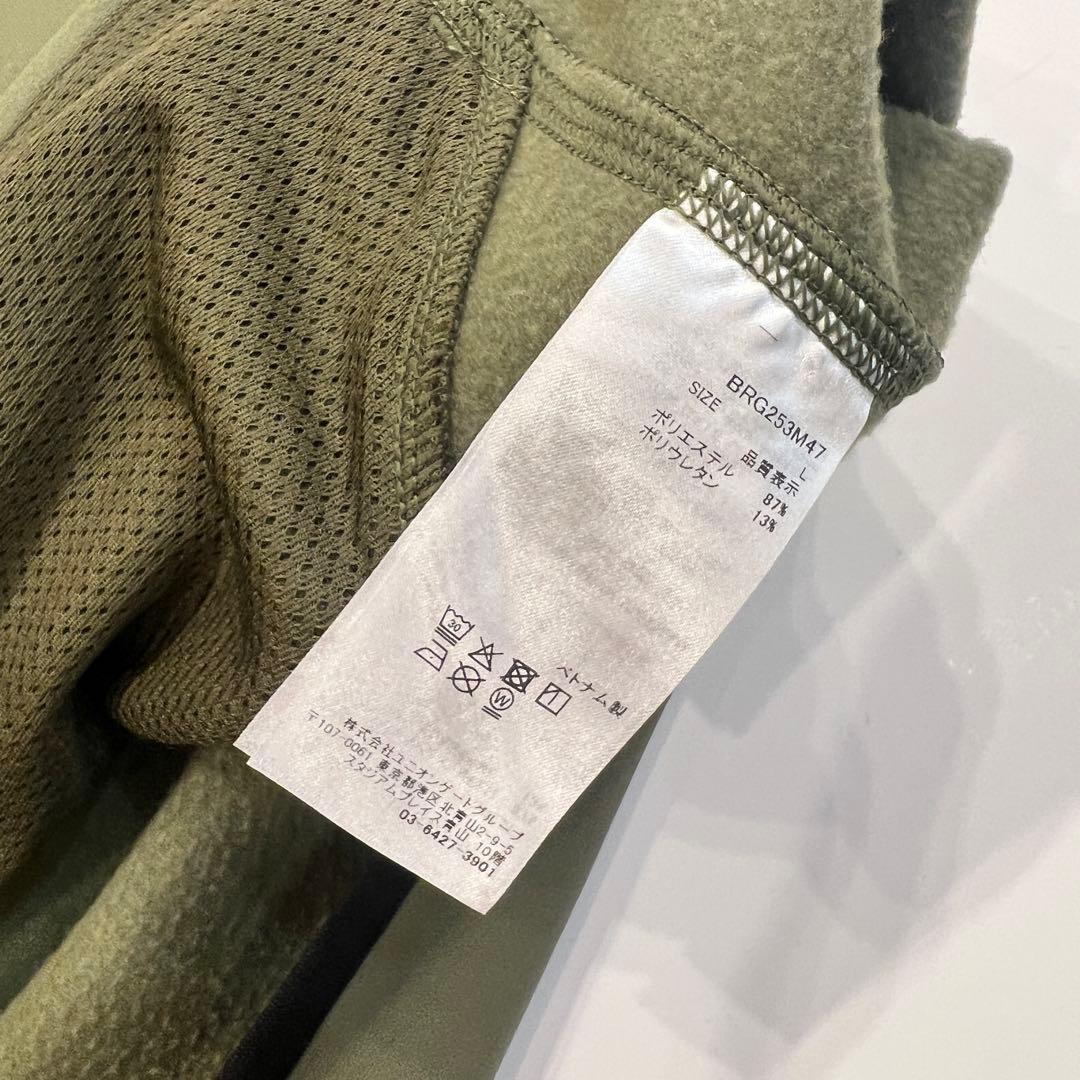 BRG253M47
SIZE L
品質表示
ポリエステル 87%
ポリウレタン 13%
30
W
ベトナム製
株式会社ユニオンゲートグループ
〒107-0061 東京都港区北青山2-9-5
スタジアムプレイス青山 10階
03-6427-3901